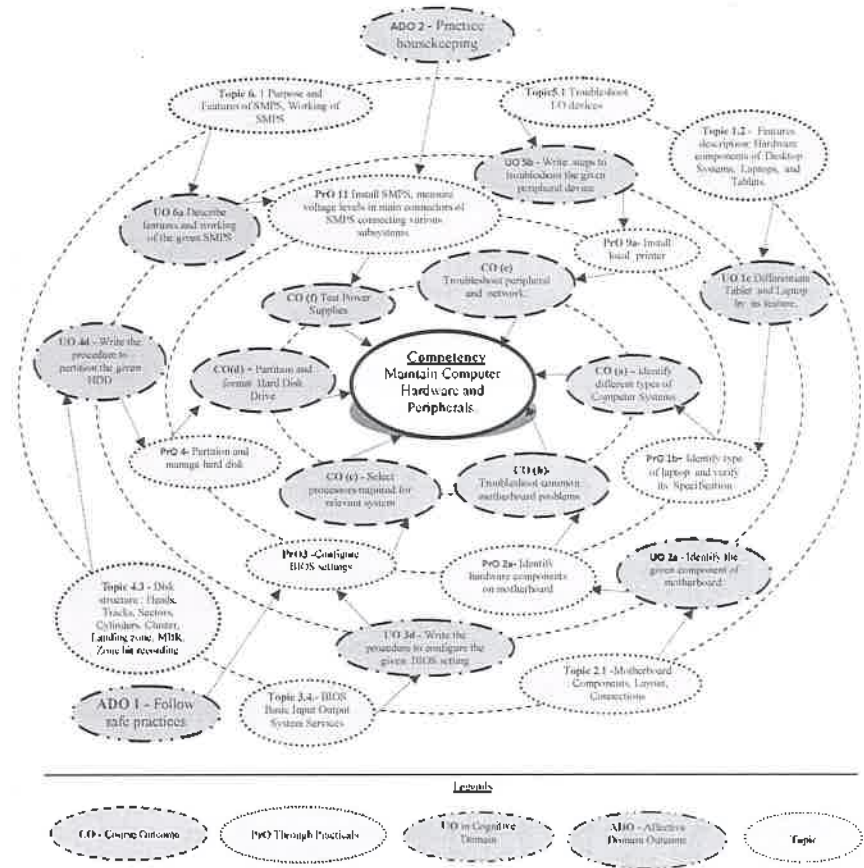 ADO 2 - Practice
housekeeping
Topic 6. 1 Purpose and
Features of SMPS, Working of
SMPS
Topic5.1 Troubleshoot
I/O devices
Topic 1.2 - Features
description: Hardware
components of Desktop
Systems, Laptops, and
Tablets.
UO 5b - Write steps to
troubleshoot the given
peripheral device
PrO 11 Install SMPS, measure
voltage levels in main connectors of
SMPS connecting various
subsystems.
UO 6a Describe
features and working
of the given SMPS
PrO 9a- Install
local printer
CO (e)
Troubleshoot peripheral
and network.
UO 1c Differentiate
Tablet and Laptop
by its feature.
CO (f) Test Power
Supplies
UO 4d - Write the
procedure to
partition the given
HDD
CO(d) - Partition and
format Hard Disk
Drive
Competency
Maintain Computer
Hardware and
Peripherals.
CO (a) - identify
different types of
Computer Systems
PrO 4- Partition and
manage hard disk
PrO 1b- Identify type
of laptop and verify
its Specification
CO (c) - Select
processors required for
relevant system
CO (b)-
Troubleshoot common
motherboard problems
PrO3 -Configure
BIOS settings
PrO 2a- Identify
hardware components
on motherboard
UO 2a - Identify the
given component of
motherboard
Topic 4.3 - Disk
structure : Heads,
Tracks, Sectors,
Cylinders, Cluster,
Landing zone, MBR,
Zone bit recording
UO 3d - Write the
procedure to configure the
given BIOS setting
Topic 2.1 -Motherboard
Components, Layout,
Connections
ADO 1 - Follow
safe practices
Topic 3.4.- BIOS
Basic Input Output
System Services
Legends
CO - Course Outcome
PrO Through Practicals
UO in Cognitive
Domain
ADO - Affective
Domain Outcome
Topic